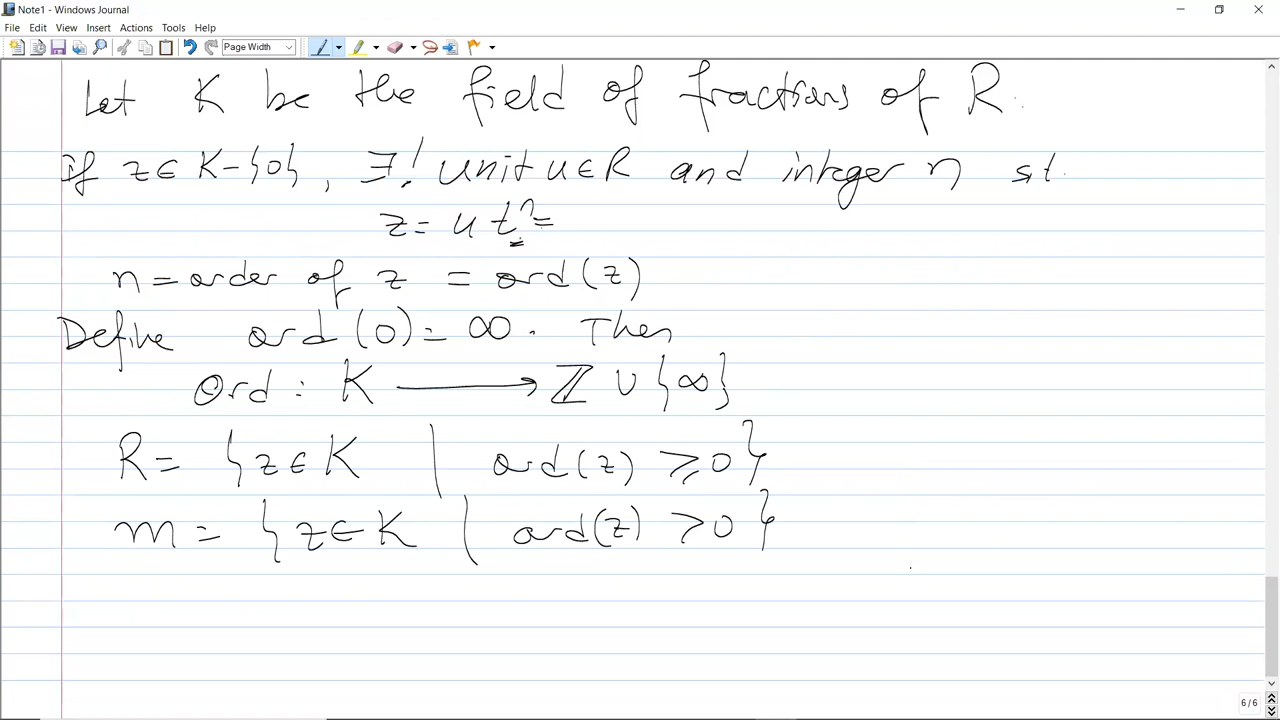 Note1 - Windows Journal
File Edit View Insert Actions Tools Help
Page Width
Let K be the field of fractions of R.
If z ∈ K-{0}, ∃! unit u ∈ R and integer n s.t.
z = u t^n =
n = order of z = ord(z)
Define ord(0) = ∞. Then
Ord : K ⟶ ℤ ∪ {∞}
R = {z ∈ K | ord(z) ≥ 0}
m = {z ∈ K | ord(z) > 0}
6/6